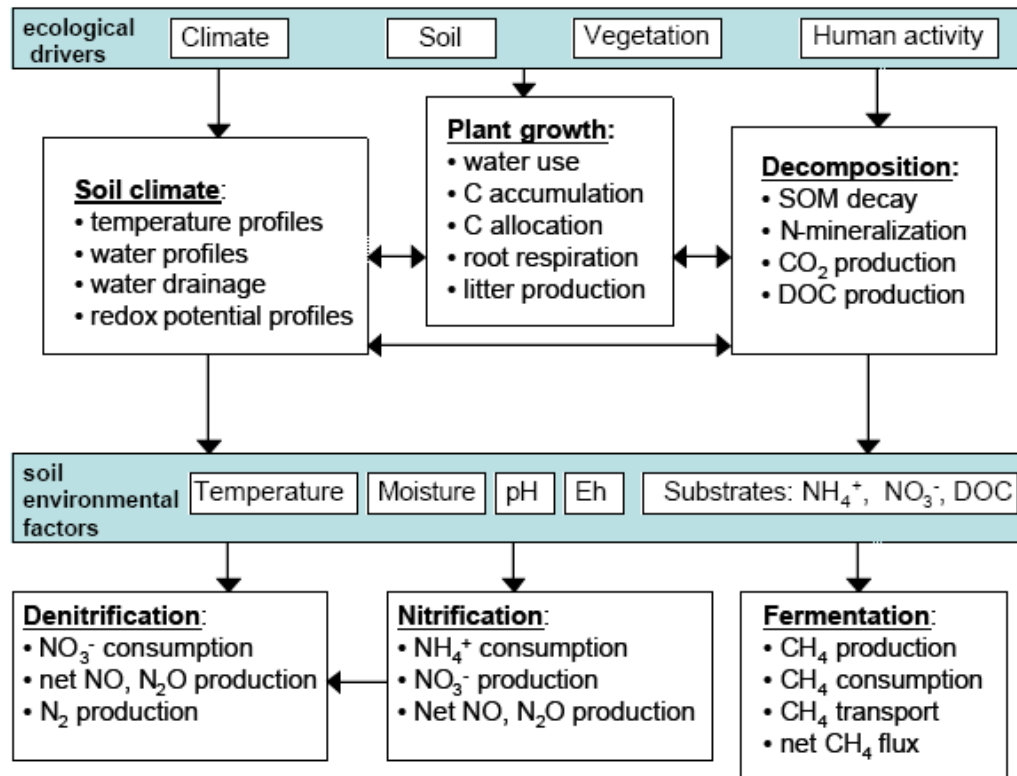 ecological
drivers
Climate
Soil
Vegetation
Human activity
Soil climate:
• temperature profiles
• water profiles
• water drainage
• redox potential profiles
Plant growth:
• water use
• C accumulation
• C allocation
• root respiration
• litter production
Decomposition:
• SOM decay
• N-mineralization
• CO₂ production
• DOC production
soil
environmental
factors
Temperature
Moisture
pH
Eh
Substrates: NH₄⁺, NO₃⁻, DOC
Denitrification:
• NO₃⁻ consumption
• net NO, N₂O production
• N₂ production
Nitrification:
• NH₄⁺ consumption
• NO₃⁻ production
• Net NO, N₂O production
Fermentation:
• CH₄ production
• CH₄ consumption
• CH₄ transport
• net CH₄ flux